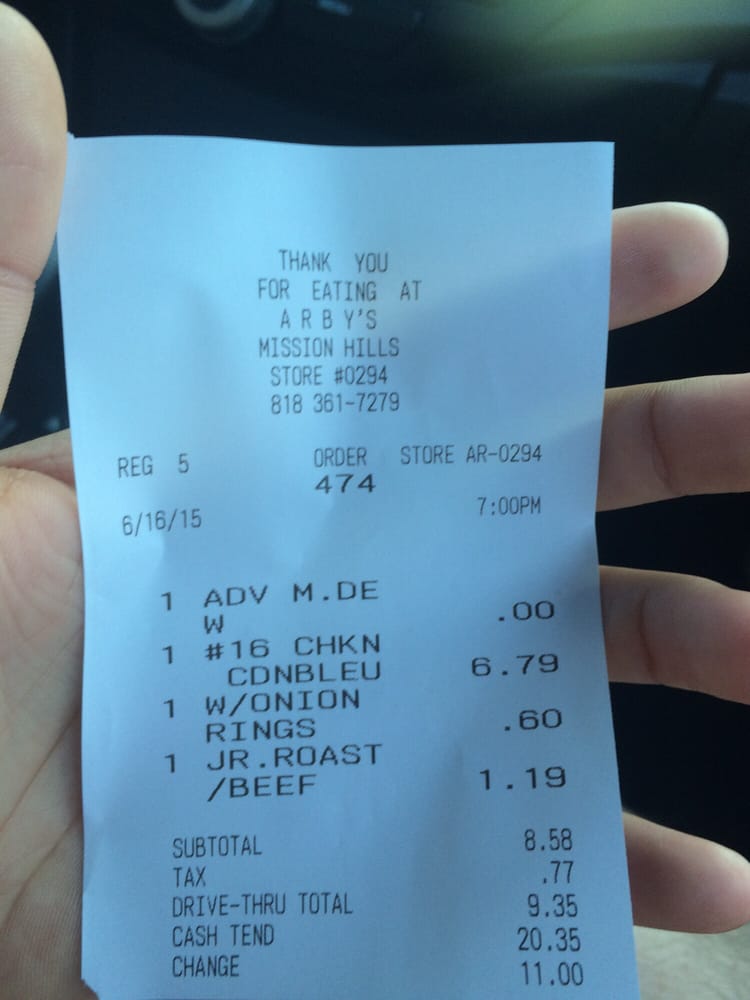 THANK YOU
FOR EATING AT
A R B Y'S
MISSION HILLS
STORE #0294
818 361-7279
REG 5 ORDER STORE AR-0294
474
6/16/15 7:00PM
1 ADV M.DE
W .00
1 #16 CHKN
CDNBLEU 6.79
1 W/ONION
RINGS .60
1 JR.ROAST
/BEEF 1.19
SUBTOTAL 8.58
TAX .77
DRIVE-THRU TOTAL 9.35
CASH TEND 20.35
CHANGE 11.00